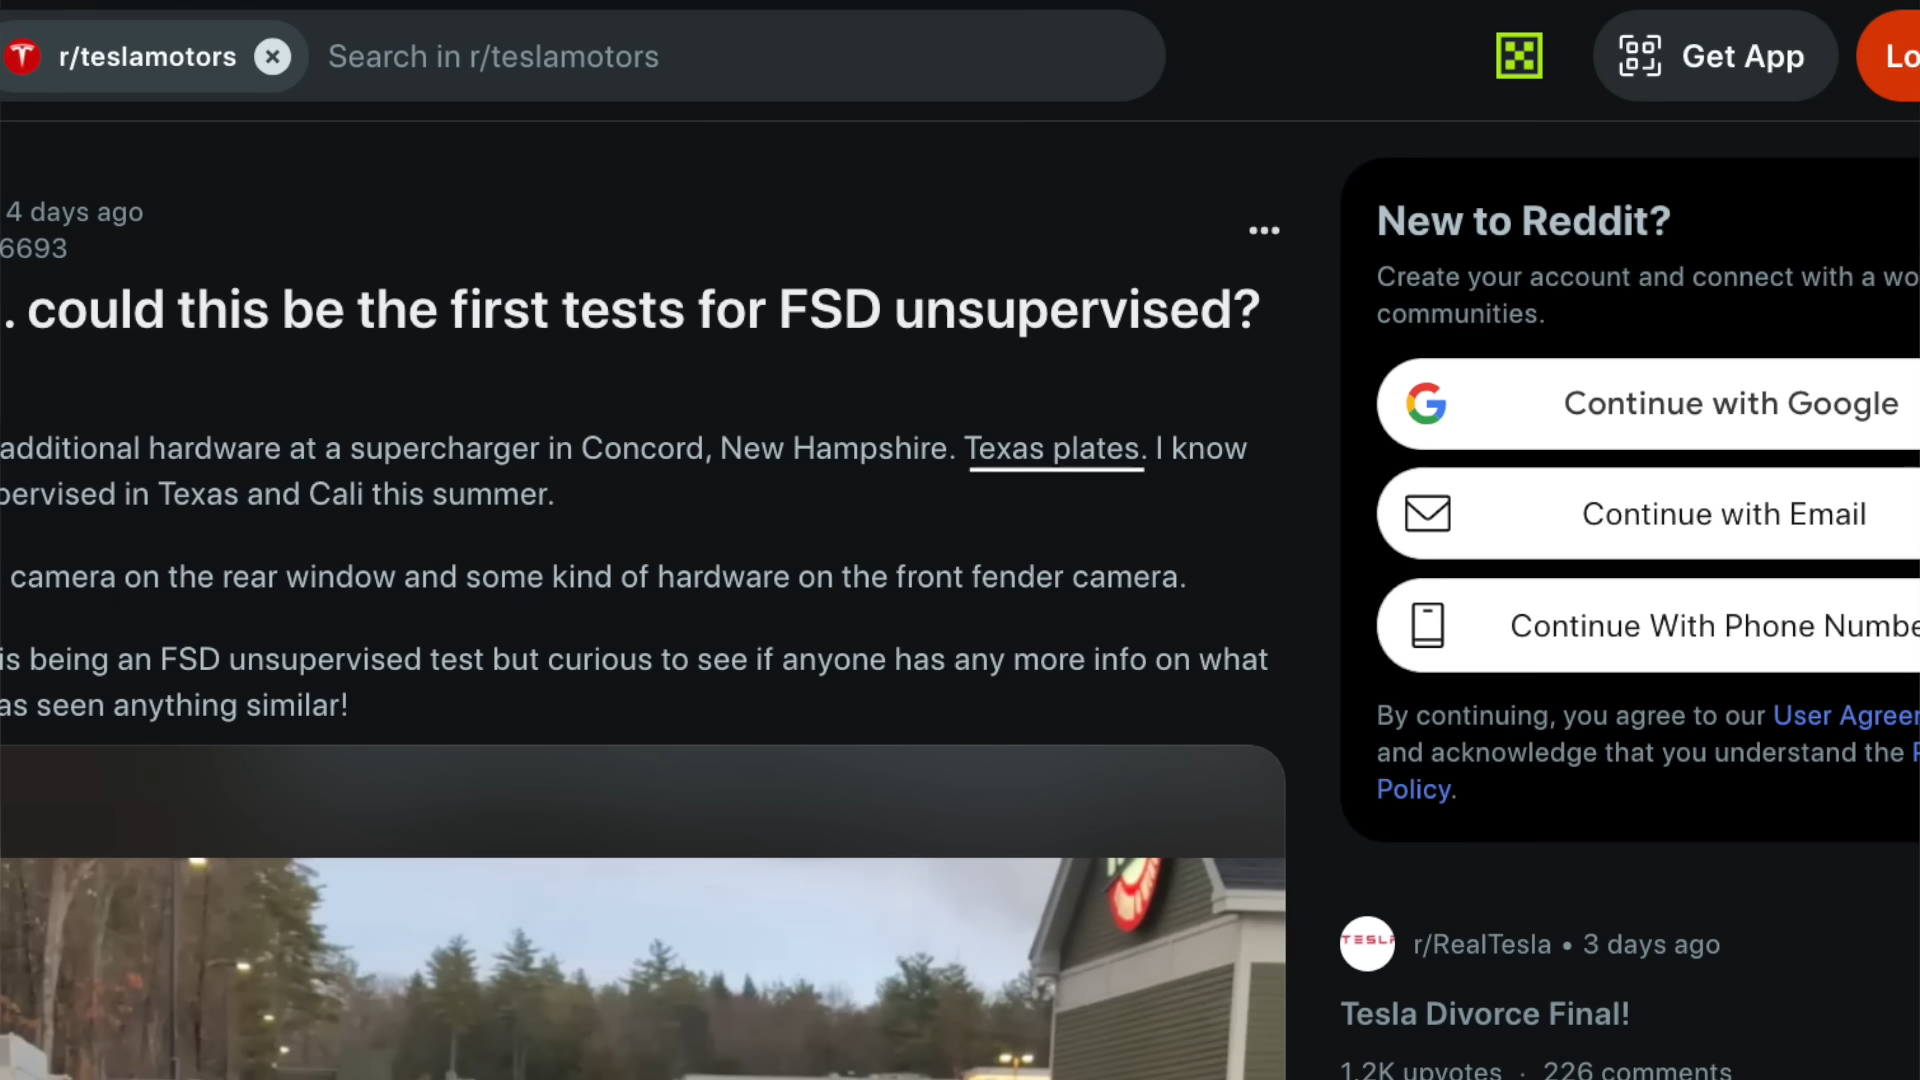 r/teslamotors
Search in r/teslamotors
Get App
Lo
4 days ago
6693
. could this be the first tests for FSD unsupervised?
additional hardware at a supercharger in Concord, New Hampshire. Texas plates. I know
pervised in Texas and Cali this summer.
camera on the rear window and some kind of hardware on the front fender camera.
is being an FSD unsupervised test but curious to see if anyone has any more info on what
as seen anything similar!
New to Reddit?
Create your account and connect with a wo
communities.
Continue with Google
Continue with Email
Continue With Phone Numbe
By continuing, you agree to our User Agreer
and acknowledge that you understand the P
Policy.
TESLA
r/RealTesla • 3 days ago
Tesla Divorce Final!
1.2K upvotes · 226 comments